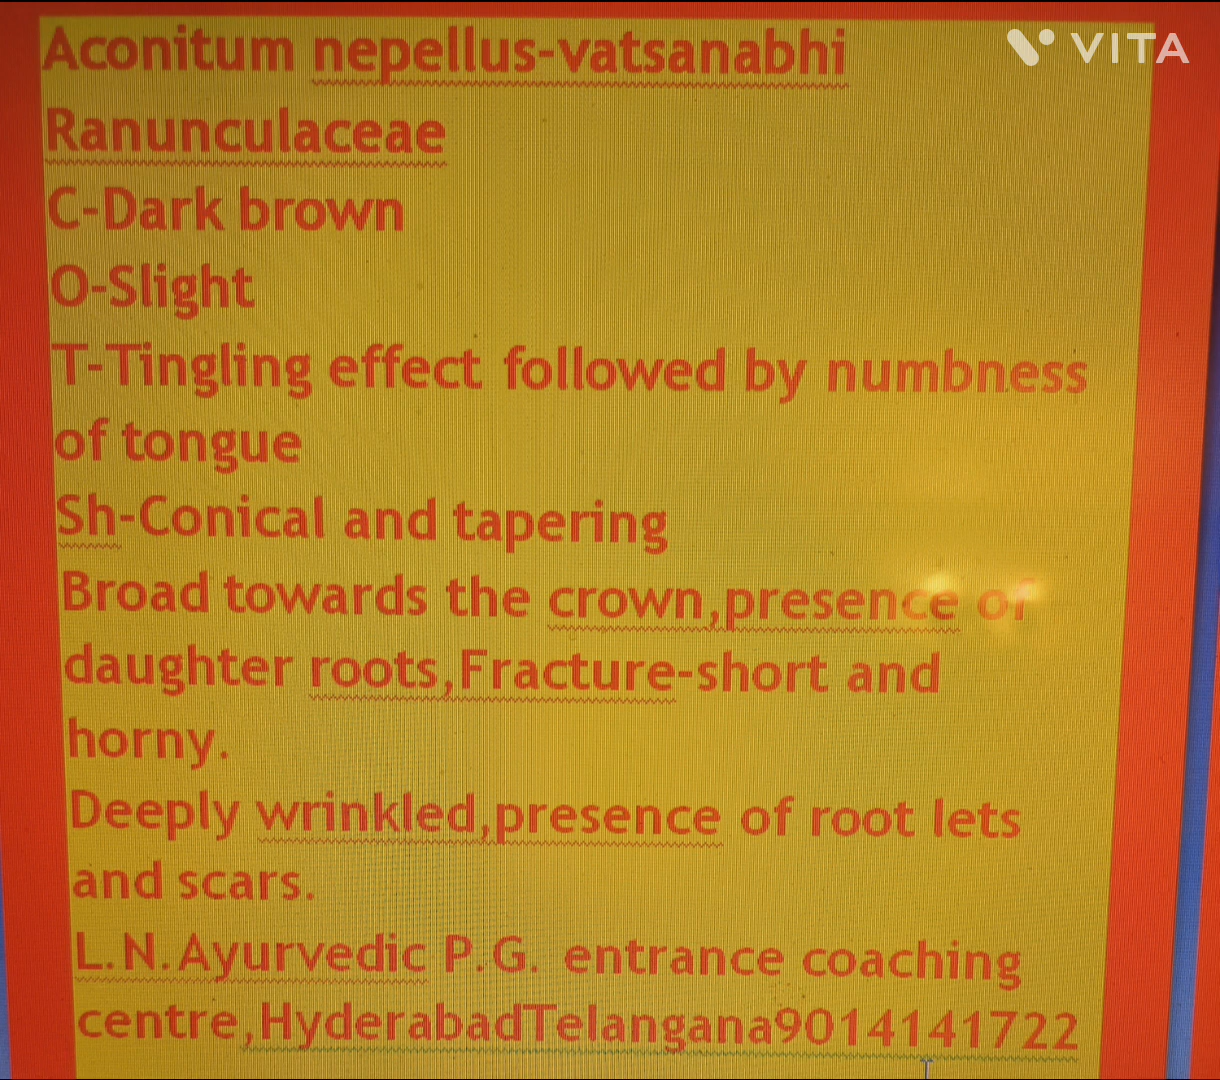 Aconitum nepellus-vatsanabhi
VITA
Ranunculaceae
C-Dark brown
O-Slight
T-Tingling effect followed by numbness
of tongue
Sh-Conical and tapering
Broad towards the crown,presence of
daughter roots,Fracture-short and
horny.
Deeply wrinkled,presence of root lets
and scars.
L.N.Ayurvedic P.G. entrance coaching
centre,HyderabadTelangana9014141722